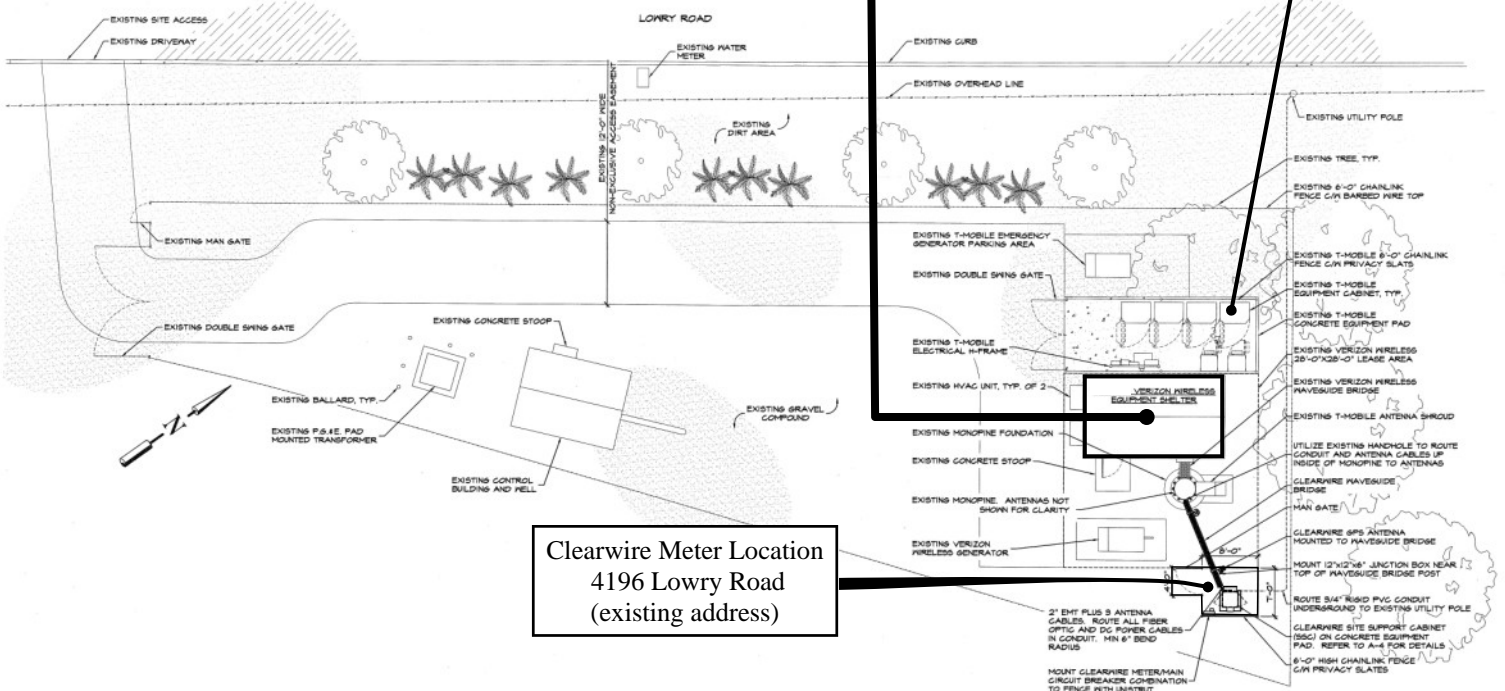 EXISTING SITE ACCESS
EXISTING DRIVEWAY
LOWRY ROAD
EXISTING WATER
METER
EXISTING CURB
EXISTING OVERHEAD LINE
EXISTING UTILITY POLE
EXISTING 12'-0" WIDE
NON-EXCLUSIVE ACCESS EASEMENT
EXISTING
DIRT AREA
EXISTING TREE, TYP.
EXISTING 6'-0" CHAINLINK
FENCE C/W BARBED WIRE TOP
EXISTING MAN GATE
EXISTING DOUBLE SWING GATE
N
EXISTING CONCRETE STOOP
EXISTING BALLARD, TYP.
EXISTING P.G.&E. PAD
MOUNTED TRANSFORMER
EXISTING CONTROL
BUILDING AND WELL
EXISTING GRAVEL
COMPOUND
EXISTING T-MOBILE EMERGENCY
GENERATOR PARKING AREA
EXISTING DOUBLE SWING GATE
EXISTING T-MOBILE
ELECTRICAL H-FRAME
EXISTING HVAC UNIT, TYP. OF 2
VERIZON WIRELESS
EQUIPMENT SHELTER
EXISTING MONOPINE FOUNDATION
EXISTING CONCRETE STOOP
EXISTING MONOPINE. ANTENNAS NOT
SHOWN FOR CLARITY
EXISTING VERIZON
WIRELESS GENERATOR
EXISTING T-MOBILE 6'-0" CHAINLINK
FENCE C/W PRIVACY SLATS
EXISTING T-MOBILE
EQUIPMENT CABINET, TYP.
EXISTING T-MOBILE
CONCRETE EQUIPMENT PAD
EXISTING VERIZON WIRELESS
28'-0"X28'-0" LEASE AREA
EXISTING VERIZON WIRELESS
WAVEGUIDE BRIDGE
EXISTING T-MOBILE ANTENNA SHROUD
UTILIZE EXISTING HANDHOLE TO ROUTE
CONDUIT AND ANTENNA CABLES UP
INSIDE OF MONOPINE TO ANTENNAS
CLEARWIRE WAVEGUIDE
BRIDGE
MAN GATE
CLEARWIRE GPS ANTENNA
MOUNTED TO WAVEGUIDE BRIDGE
MOUNT 12"x12"x6" JUNCTION BOX NEAR
TOP OF WAVEGUIDE BRIDGE POST
ROUTE 3/4" RIGID PVC CONDUIT
UNDERGROUND TO EXISTING UTILITY POLE
CLEARWIRE SITE SUPPORT CABINET
(SSC) ON CONCRETE EQUIPMENT
PAD. REFER TO A-4 FOR DETAILS
6'-0" HIGH CHAINLINK FENCE
C/W PRIVACY SLATES
8'-0"
7'-0"
Clearwire Meter Location
4196 Lowry Road
(existing address)
2" EMT PLUS 3 ANTENNA
CABLES. ROUTE ALL FIBER
OPTIC AND DC POWER CABLES
IN CONDUIT. MIN 6" BEND
RADIUS
MOUNT CLEARWIRE METER/MAIN
CIRCUIT BREAKER COMBINATION
TO FENCE WITH UNISTRUT